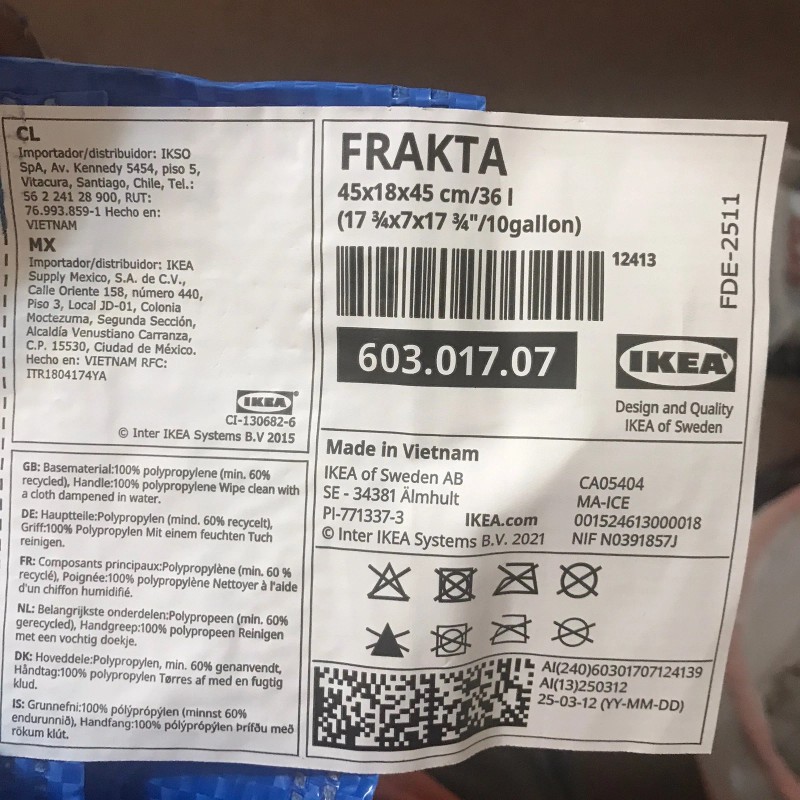 CL
Importador/distribuidor: IKSO
SpA, Av. Kennedy 5454, piso 5,
Vitacura, Santiago, Chile, Tel.:
56 2 241 28 900, RUT:
76.993.859-1 Hecho en:
VIETNAM
MX
Importador/distribuidor: IKEA
Supply Mexico, S.A. de C.V.,
Calle Oriente 158, número 440,
Piso 3, Local JD-01, Colonia
Moctezuma, Segunda Sección,
Alcaldía Venustiano Carranza,
C.P. 15530, Ciudad de México.
Hecho en: VIETNAM RFC:
ITR1804174YA
IKEA
CI-130682-6
© Inter IKEA Systems B.V 2015
GB: Basematerial:100% polypropylene (min. 60%
recycled), Handle:100% polypropylene Wipe clean with
a cloth dampened in water.
DE: Hauptteile:Polypropylen (mind. 60% recycelt),
Griff:100% Polypropylen Mit einem feuchten Tuch
reinigen.
FR: Composants principaux:Polypropylène (min. 60 %
recyclé), Poignée:100% polypropylène Nettoyer à l'aide
d'un chiffon humidifié.
NL: Belangrijkste onderdelen:Polypropeen (min. 60%
gerecycled), Handgreep:100% polypropeen Reinigen
met een vochtig doekje.
DK: Hoveddele:Polypropylen, min. 60% genanvendt,
Håndtag:100% polypropylen Tørres af med en fugtig
klud.
IS: Grunnefni:100% pólýprópýlen (minnst 60%
endurunnið), Handfang:100% pólýprópýlen Þrífðu með
rökum klút.
FRAKTA
45x18x45 cm/36 l
(17 ¾x7x17 ¾"/10gallon)
12413
FDE-2511
603.017.07
IKEA
Design and Quality
IKEA of Sweden
Made in Vietnam
IKEA of Sweden AB
SE - 34381 Älmhult
PI-771337-3 IKEA.com
© Inter IKEA Systems B.V. 2021
CA05404
MA-ICE
001524613000018
NIF N0391857J
AI(240)60301707124139
AI(13)250312
25-03-12 (YY-MM-DD)